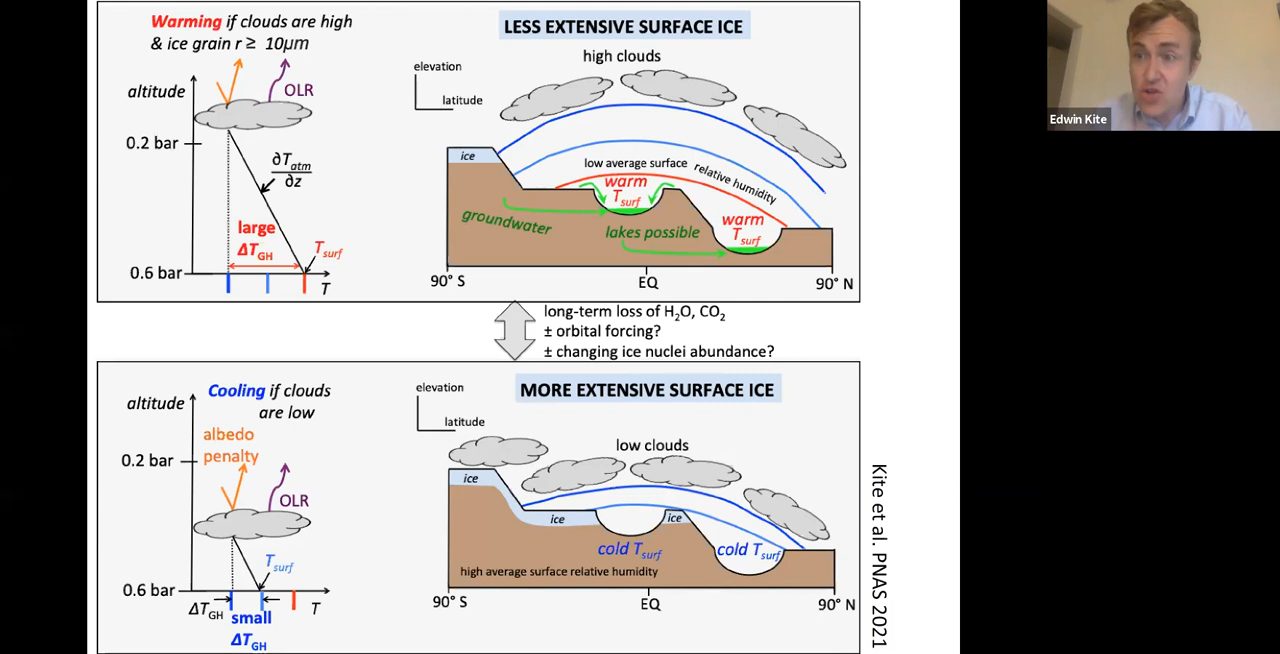 Warming if clouds are high
& ice grain r ≥ 10μm
altitude
OLR
0.2 bar
∂T_atm
∂z
large
ΔT_GH
T_surf
0.6 bar
T
LESS EXTENSIVE SURFACE ICE
high clouds
elevation
latitude
ice
low average surface relative humidity
warm
T_surf
warm
T_surf
groundwater
lakes possible
90° S
EQ
90° N
long-term loss of H₂O, CO₂
± orbital forcing?
± changing ice nuclei abundance?
Cooling if clouds
are low
altitude
albedo
penalty
0.2 bar
OLR
T_surf
0.6 bar
ΔT_GH
T
small
ΔT_GH
MORE EXTENSIVE SURFACE ICE
elevation
latitude
low clouds
ice
ice
ice
cold T_surf
cold T_surf
high average surface relative humidity
90° S
EQ
90° N
Kite et al. PNAS 2021
Edwin Kite